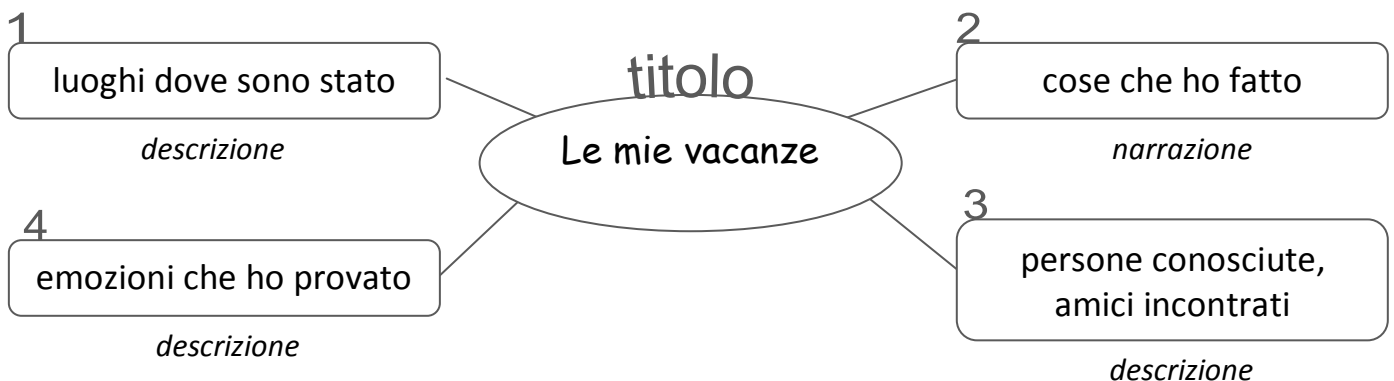 titolo
Le mie vacanze
1
luoghi dove sono stato
descrizione
2
cose che ho fatto
narrazione
3
persone conosciute,
amici incontrati
descrizione
4
emozioni che ho provato
descrizione